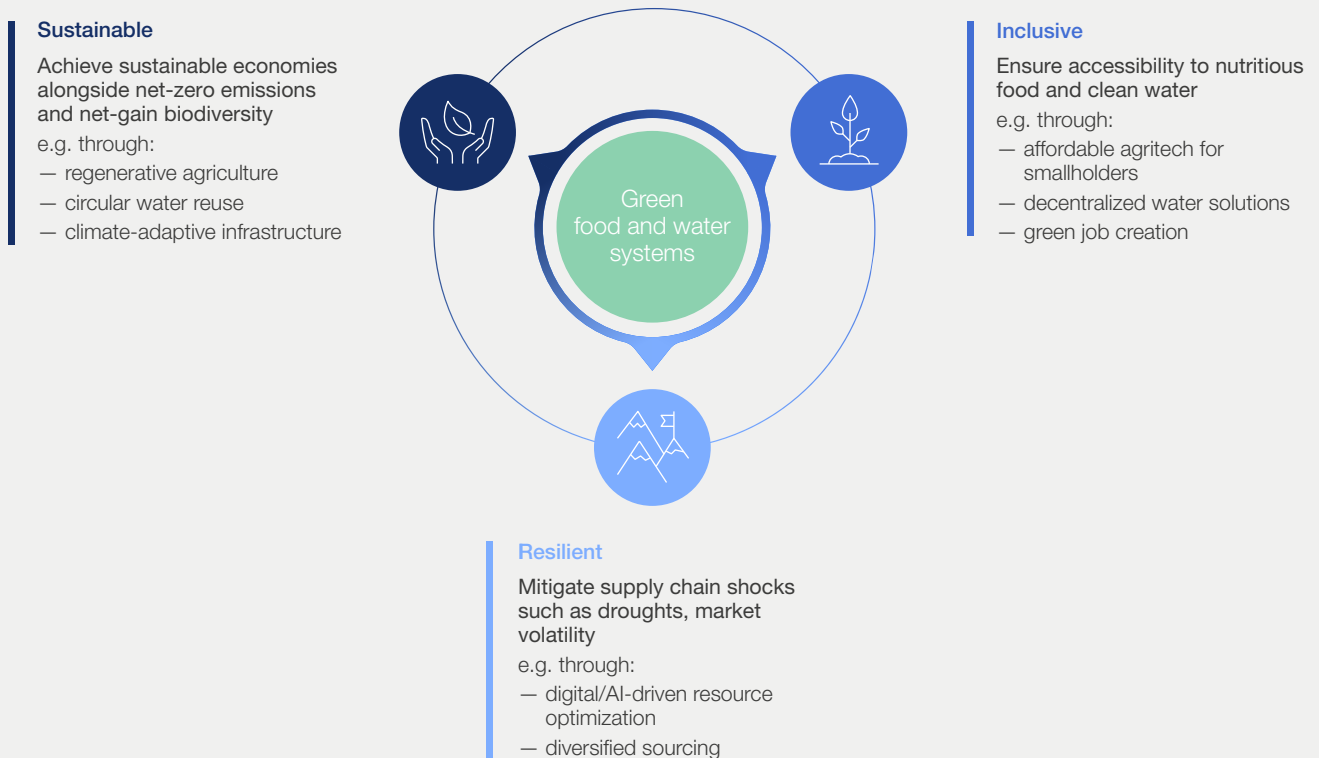 Sustainable
Achieve sustainable economies
alongside net-zero emissions
and net-gain biodiversity
e.g. through:
— regenerative agriculture
— circular water reuse
— climate-adaptive infrastructure
Green
food and water
systems
Inclusive
Ensure accessibility to nutritious
food and clean water
e.g. through:
— affordable agritech for
smallholders
— decentralized water solutions
— green job creation
Resilient
Mitigate supply chain shocks
such as droughts, market
volatility
e.g. through:
— digital/AI-driven resource
optimization
— diversified sourcing